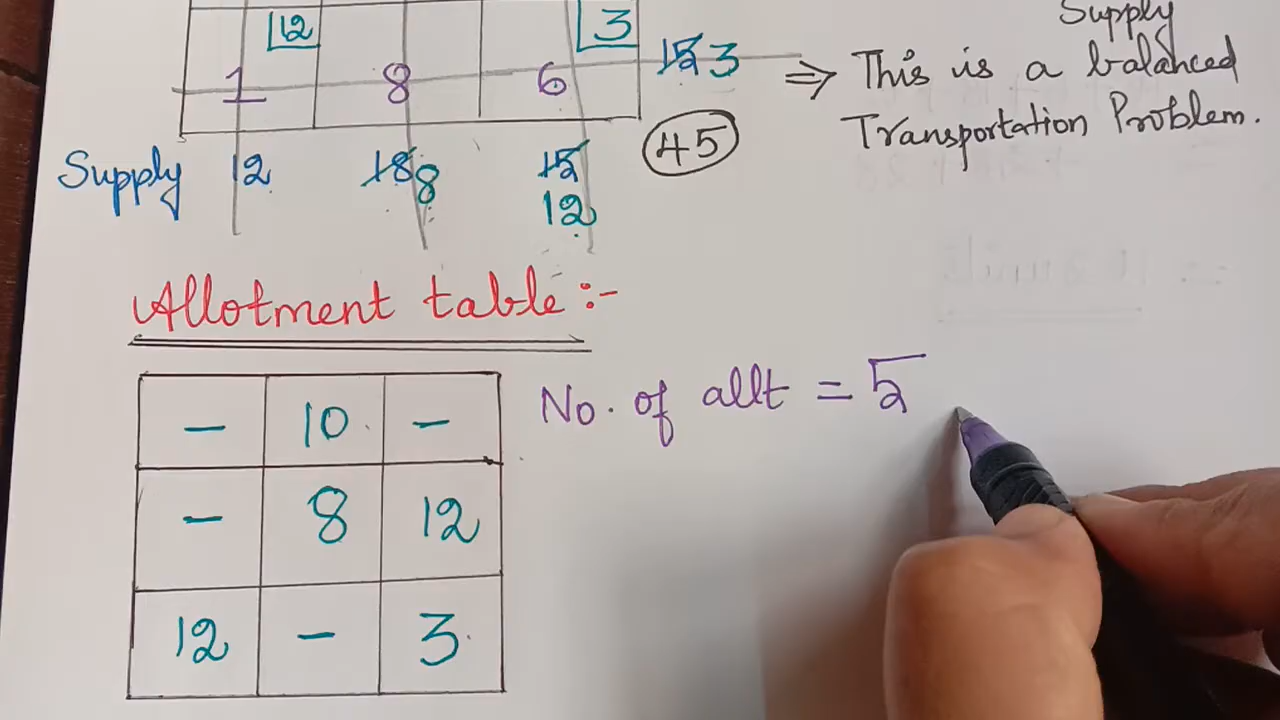 12 3
Supply
1 8 6 15 3
⇒ This is a balanced
Transportation Problem.
45
Supply 12 18 8 15
12
Allotment table :-
- 10 -
- 8 12
12 - 3
No. of allt = 5